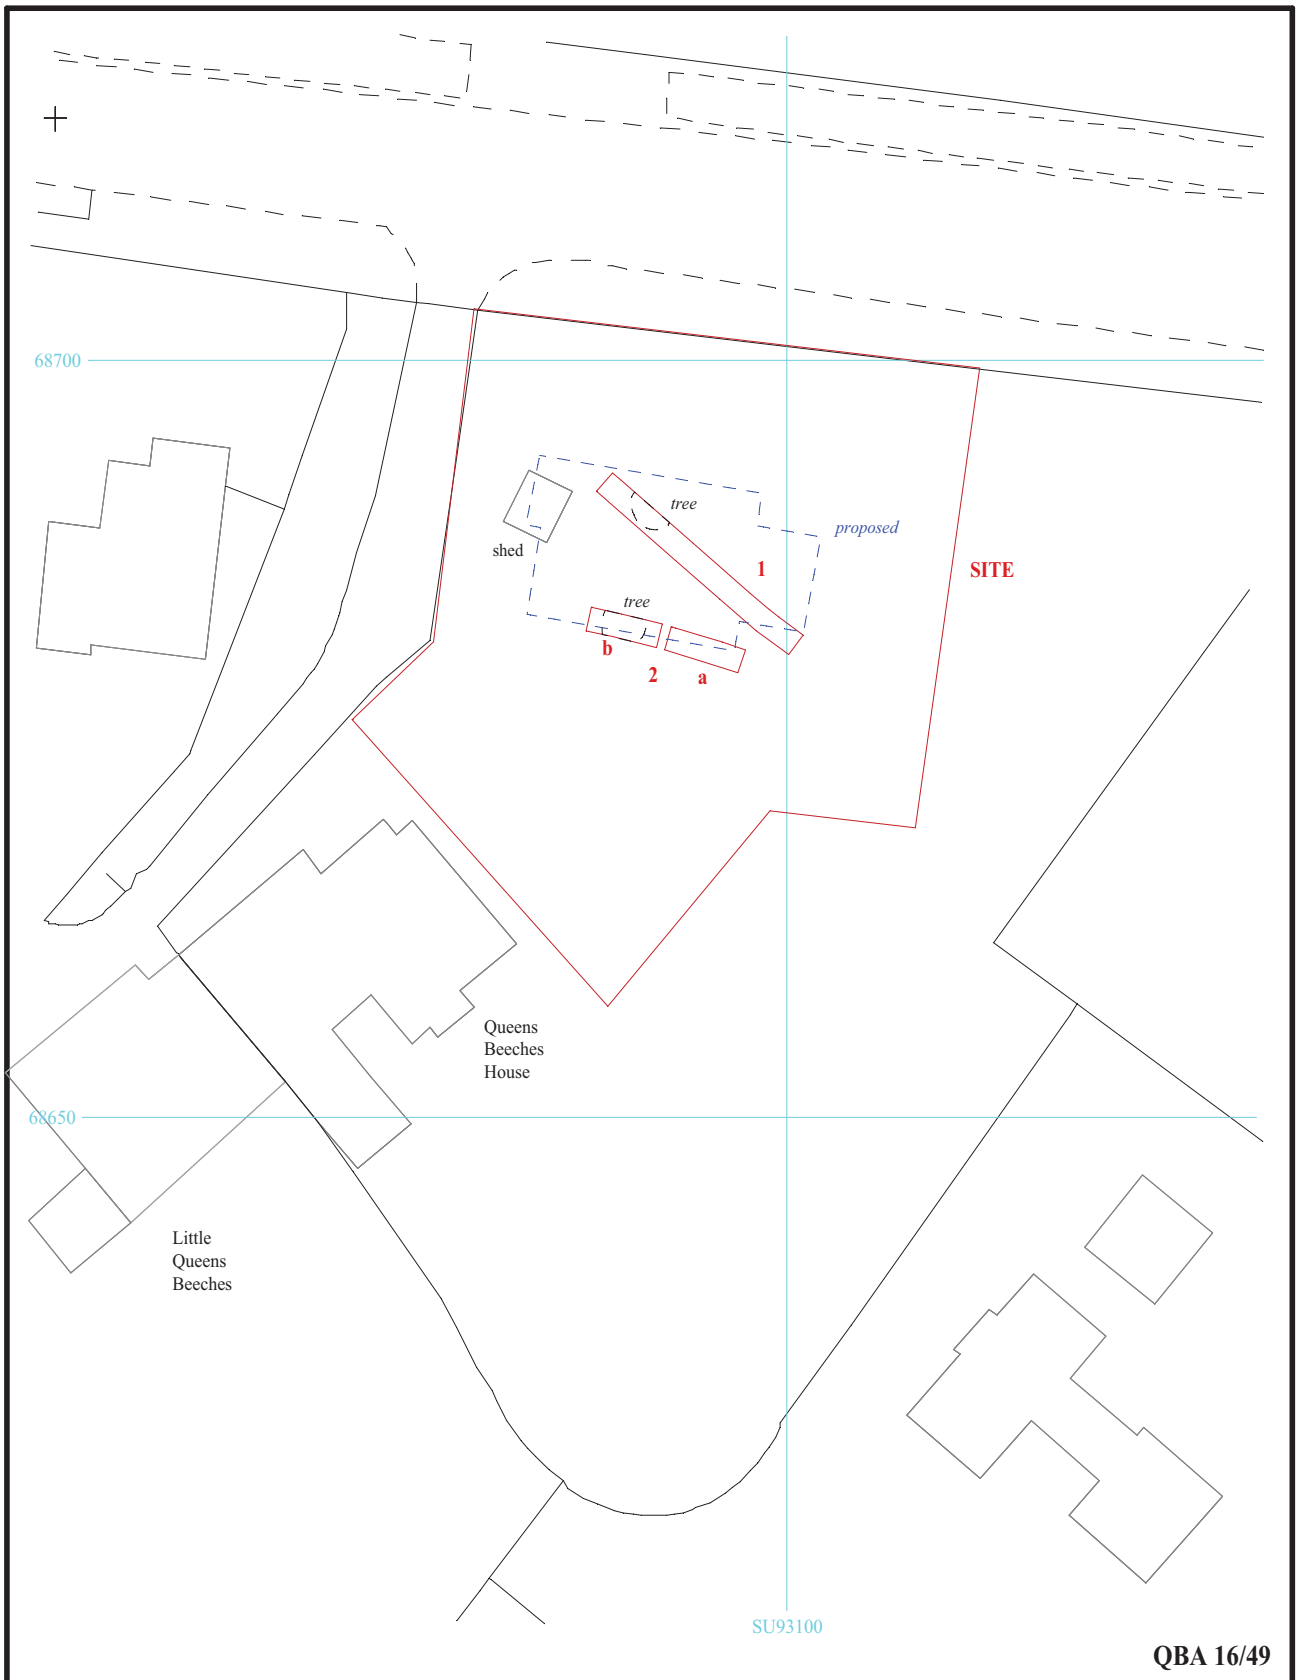 68700
tree
proposed
shed
1
SITE
tree
b
2
a
Queens
Beeches
House
68650
Little
Queens
Beeches
SU93100
QBA 16/49